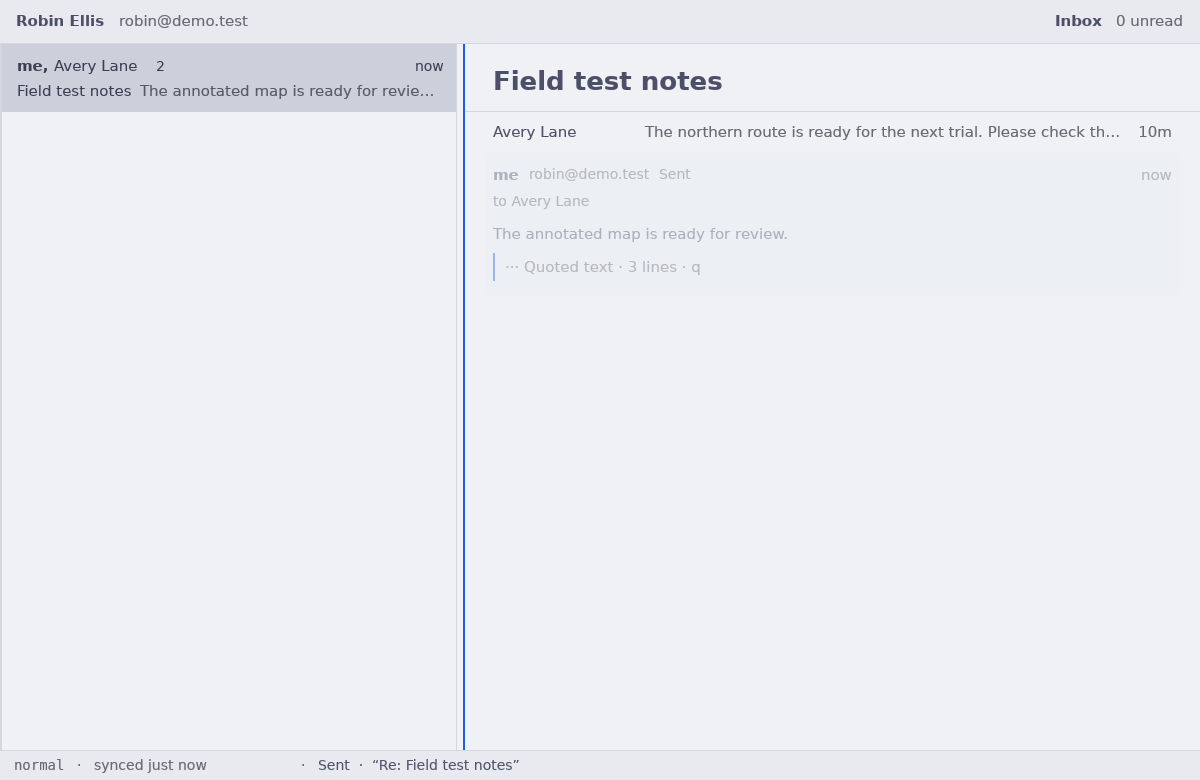 Robin Ellis robin@demo.test
Inbox 0 unread
me, Avery Lane 2 now
Field test notes The annotated map is ready for revie…
Field test notes
Avery Lane The northern route is ready for the next trial. Please check th… 10m
me robin@demo.test Sent now
to Avery Lane
The annotated map is ready for review.
··· Quoted text · 3 lines · q
normal · synced just now · Sent · “Re: Field test notes”